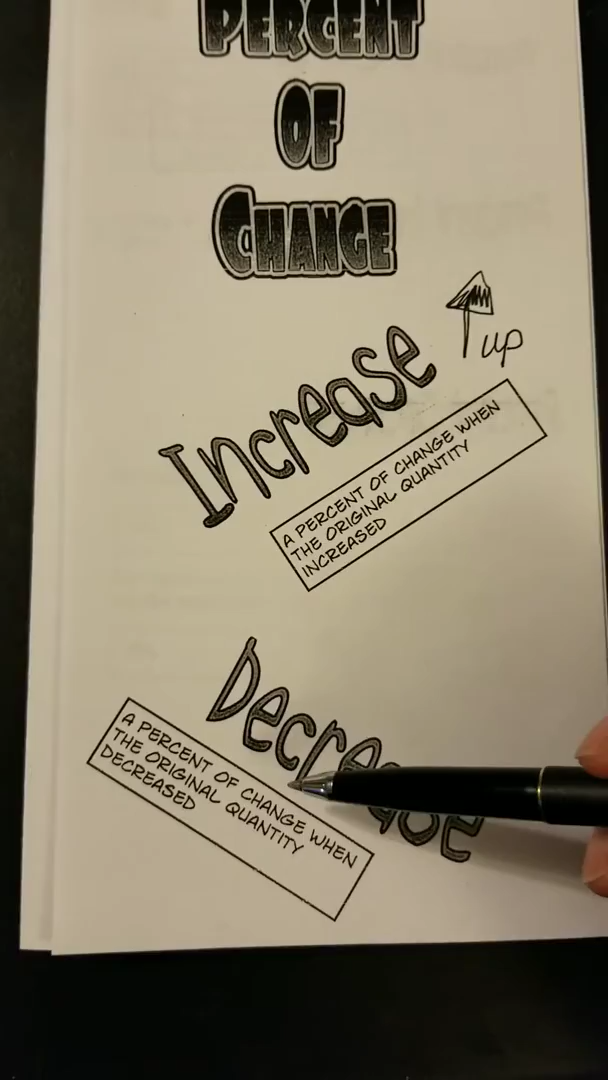 PERCENT
OF
CHANGE
Increase
up
A PERCENT OF CHANGE WHEN
THE ORIGINAL QUANTITY
INCREASED
Decrease
A PERCENT OF CHANGE WHEN
THE ORIGINAL QUANTITY
DECREASED